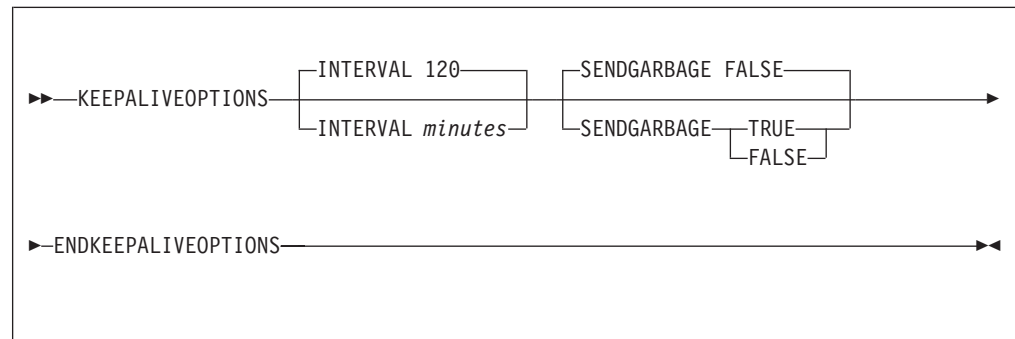 INTERVAL 120 SENDGARBAGE FALSE
KEEPALIVEOPTIONS
INTERVAL minutes SENDGARBAGE TRUE
FALSE
ENDKEEPALIVEOPTIONS